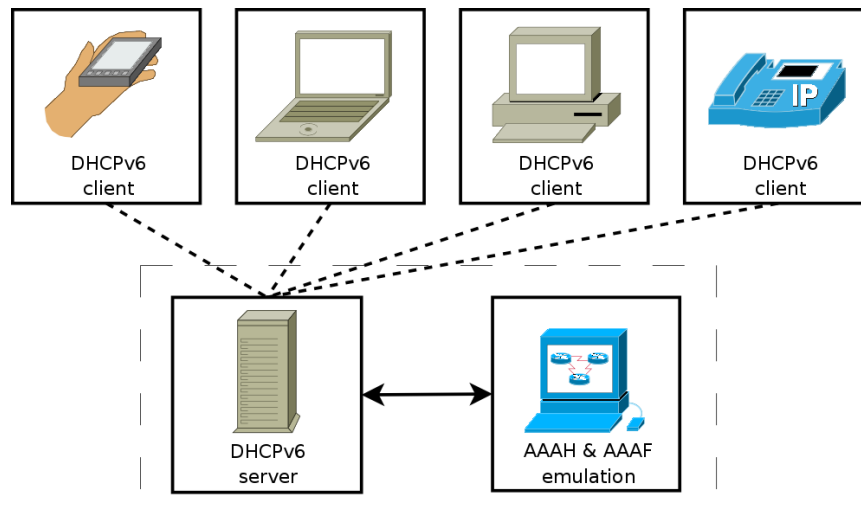 IP
DHCPv6
client
DHCPv6
client
DHCPv6
client
DHCPv6
client
DHCPv6
server
AAAH & AAAF
emulation